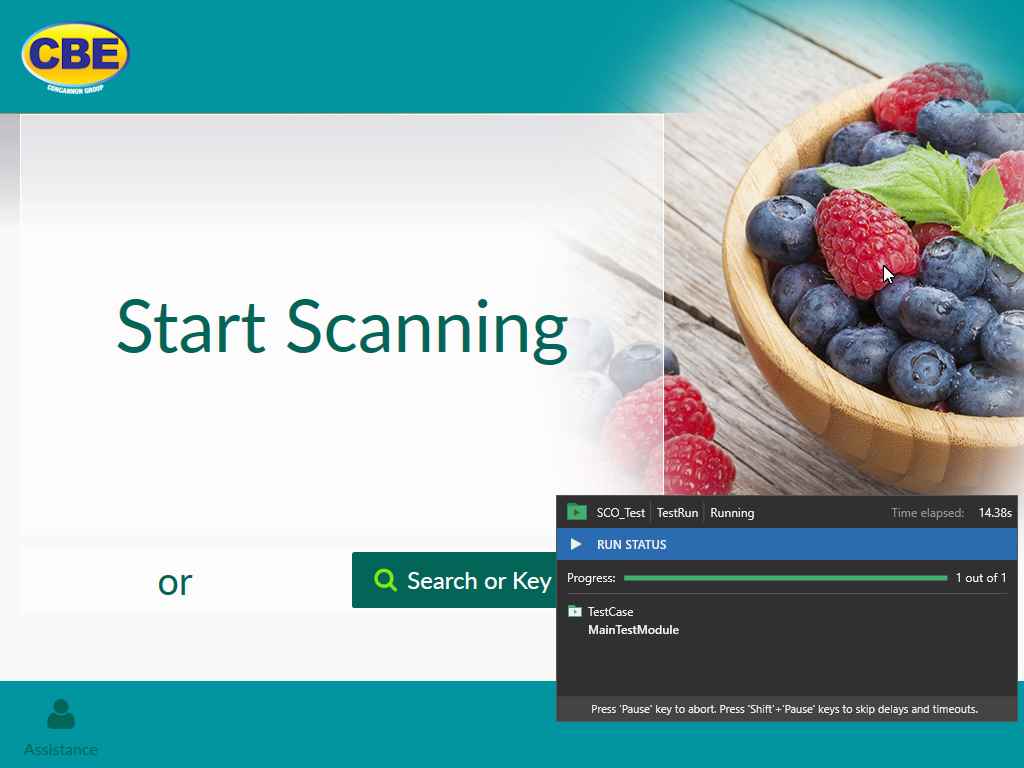 CBE
CONCANNON GROUP
Start Scanning
or
Search or Key
SCO_Test TestRun Running Time elapsed: 14.38s
RUN STATUS
Progress: 1 out of 1
TestCase
MainTestModule
Press 'Pause' key to abort. Press 'Shift'+'Pause' keys to skip delays and timeouts.
Assistance